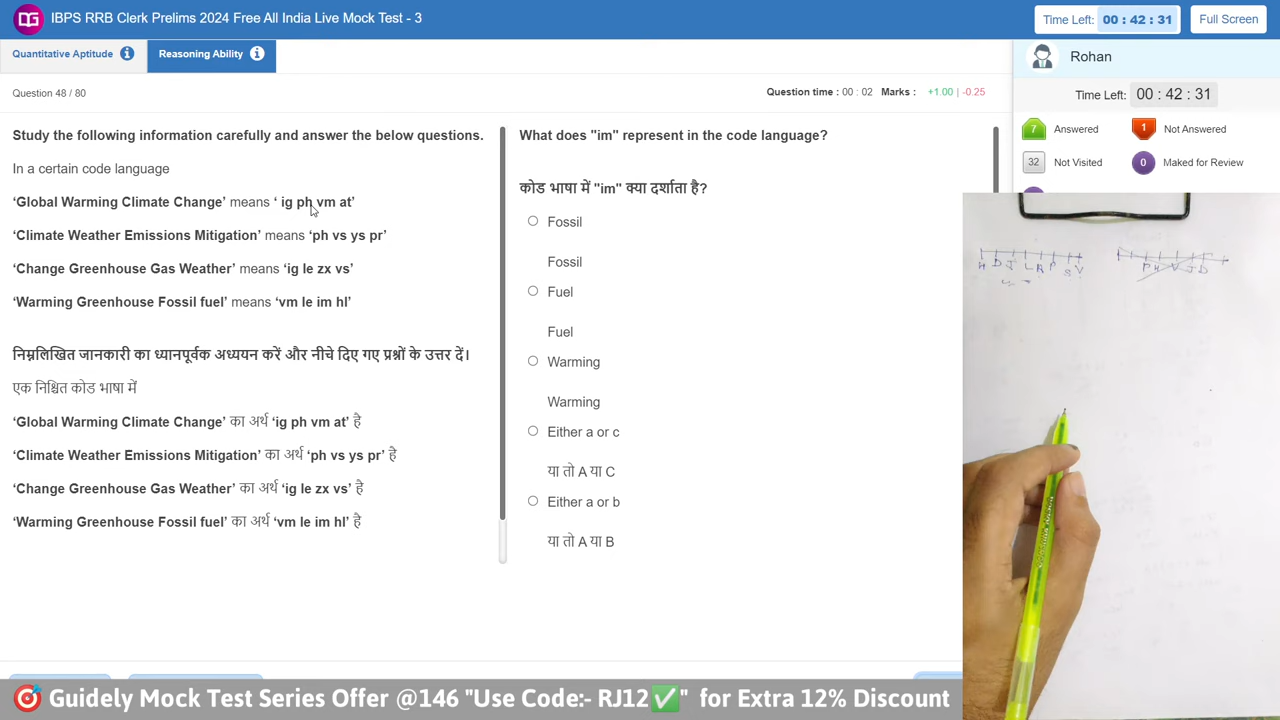 IBPS RRB Clerk Prelims 2024 Free All India Live Mock Test - 3
Time Left: 00 : 42 : 31
Full Screen
Quantitative Aptitude
Reasoning Ability
Rohan
Question 48 / 80
Question time : 00 : 02 Marks : +1.00 | -0.25
Time Left: 00 : 42 : 31
7 Answered
1 Not Answered
32 Not Visited
0 Maked for Review
Study the following information carefully and answer the below questions.
In a certain code language
‘Global Warming Climate Change’ means ‘ ig ph vm at’
‘Climate Weather Emissions Mitigation’ means ‘ph vs ys pr’
‘Change Greenhouse Gas Weather’ means ‘ig le zx vs’
‘Warming Greenhouse Fossil fuel’ means ‘vm le im hl’
निम्नलिखित जानकारी का ध्यानपूर्वक अध्ययन करें और नीचे दिए गए प्रश्नों के उत्तर दें।
एक निश्चित कोड भाषा में
‘Global Warming Climate Change’ का अर्थ ‘ig ph vm at’ है
‘Climate Weather Emissions Mitigation’ का अर्थ ‘ph vs ys pr’ है
‘Change Greenhouse Gas Weather’ का अर्थ ‘ig le zx vs’ है
‘Warming Greenhouse Fossil fuel’ का अर्थ ‘vm le im hl’ है
What does "im" represent in the code language?
कोड भाषा में "im" क्या दर्शाता है?
Fossil
Fossil
Fuel
Fuel
Warming
Warming
Either a or c
या तो A या C
Either a or b
या तो A या B
H D J L R P S V
P H V J D
🎯 Guidely Mock Test Series Offer @146 "Use Code:- RJ12✅" for Extra 12% Discount